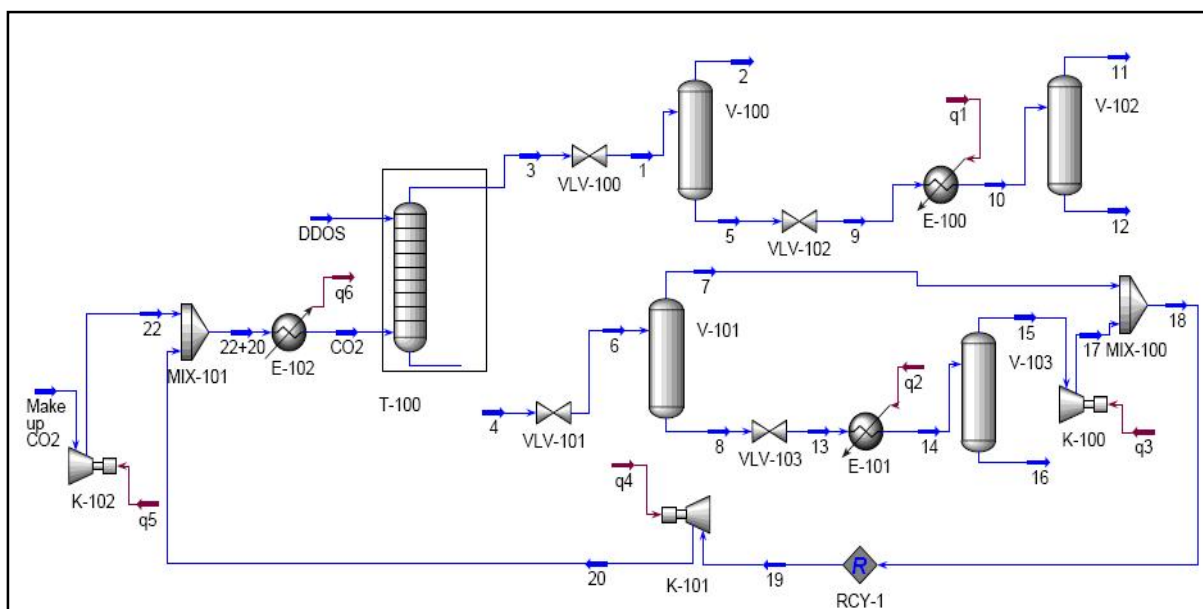 2
11
V-100
V-102
q1
3
1
VLV-100
10
DDOS
5
9
E-100
12
VLV-102
7
q6
22
6
V-101
15
18
22+20
CO2
17
MIX-100
MIX-101
E-102
V-103
q2
T-100
4
VLV-101
8
13
14
K-100
Make
up
CO2
VLV-103
E-101
q3
16
q4
K-102
q5
20
K-101
19
R
RCY-1